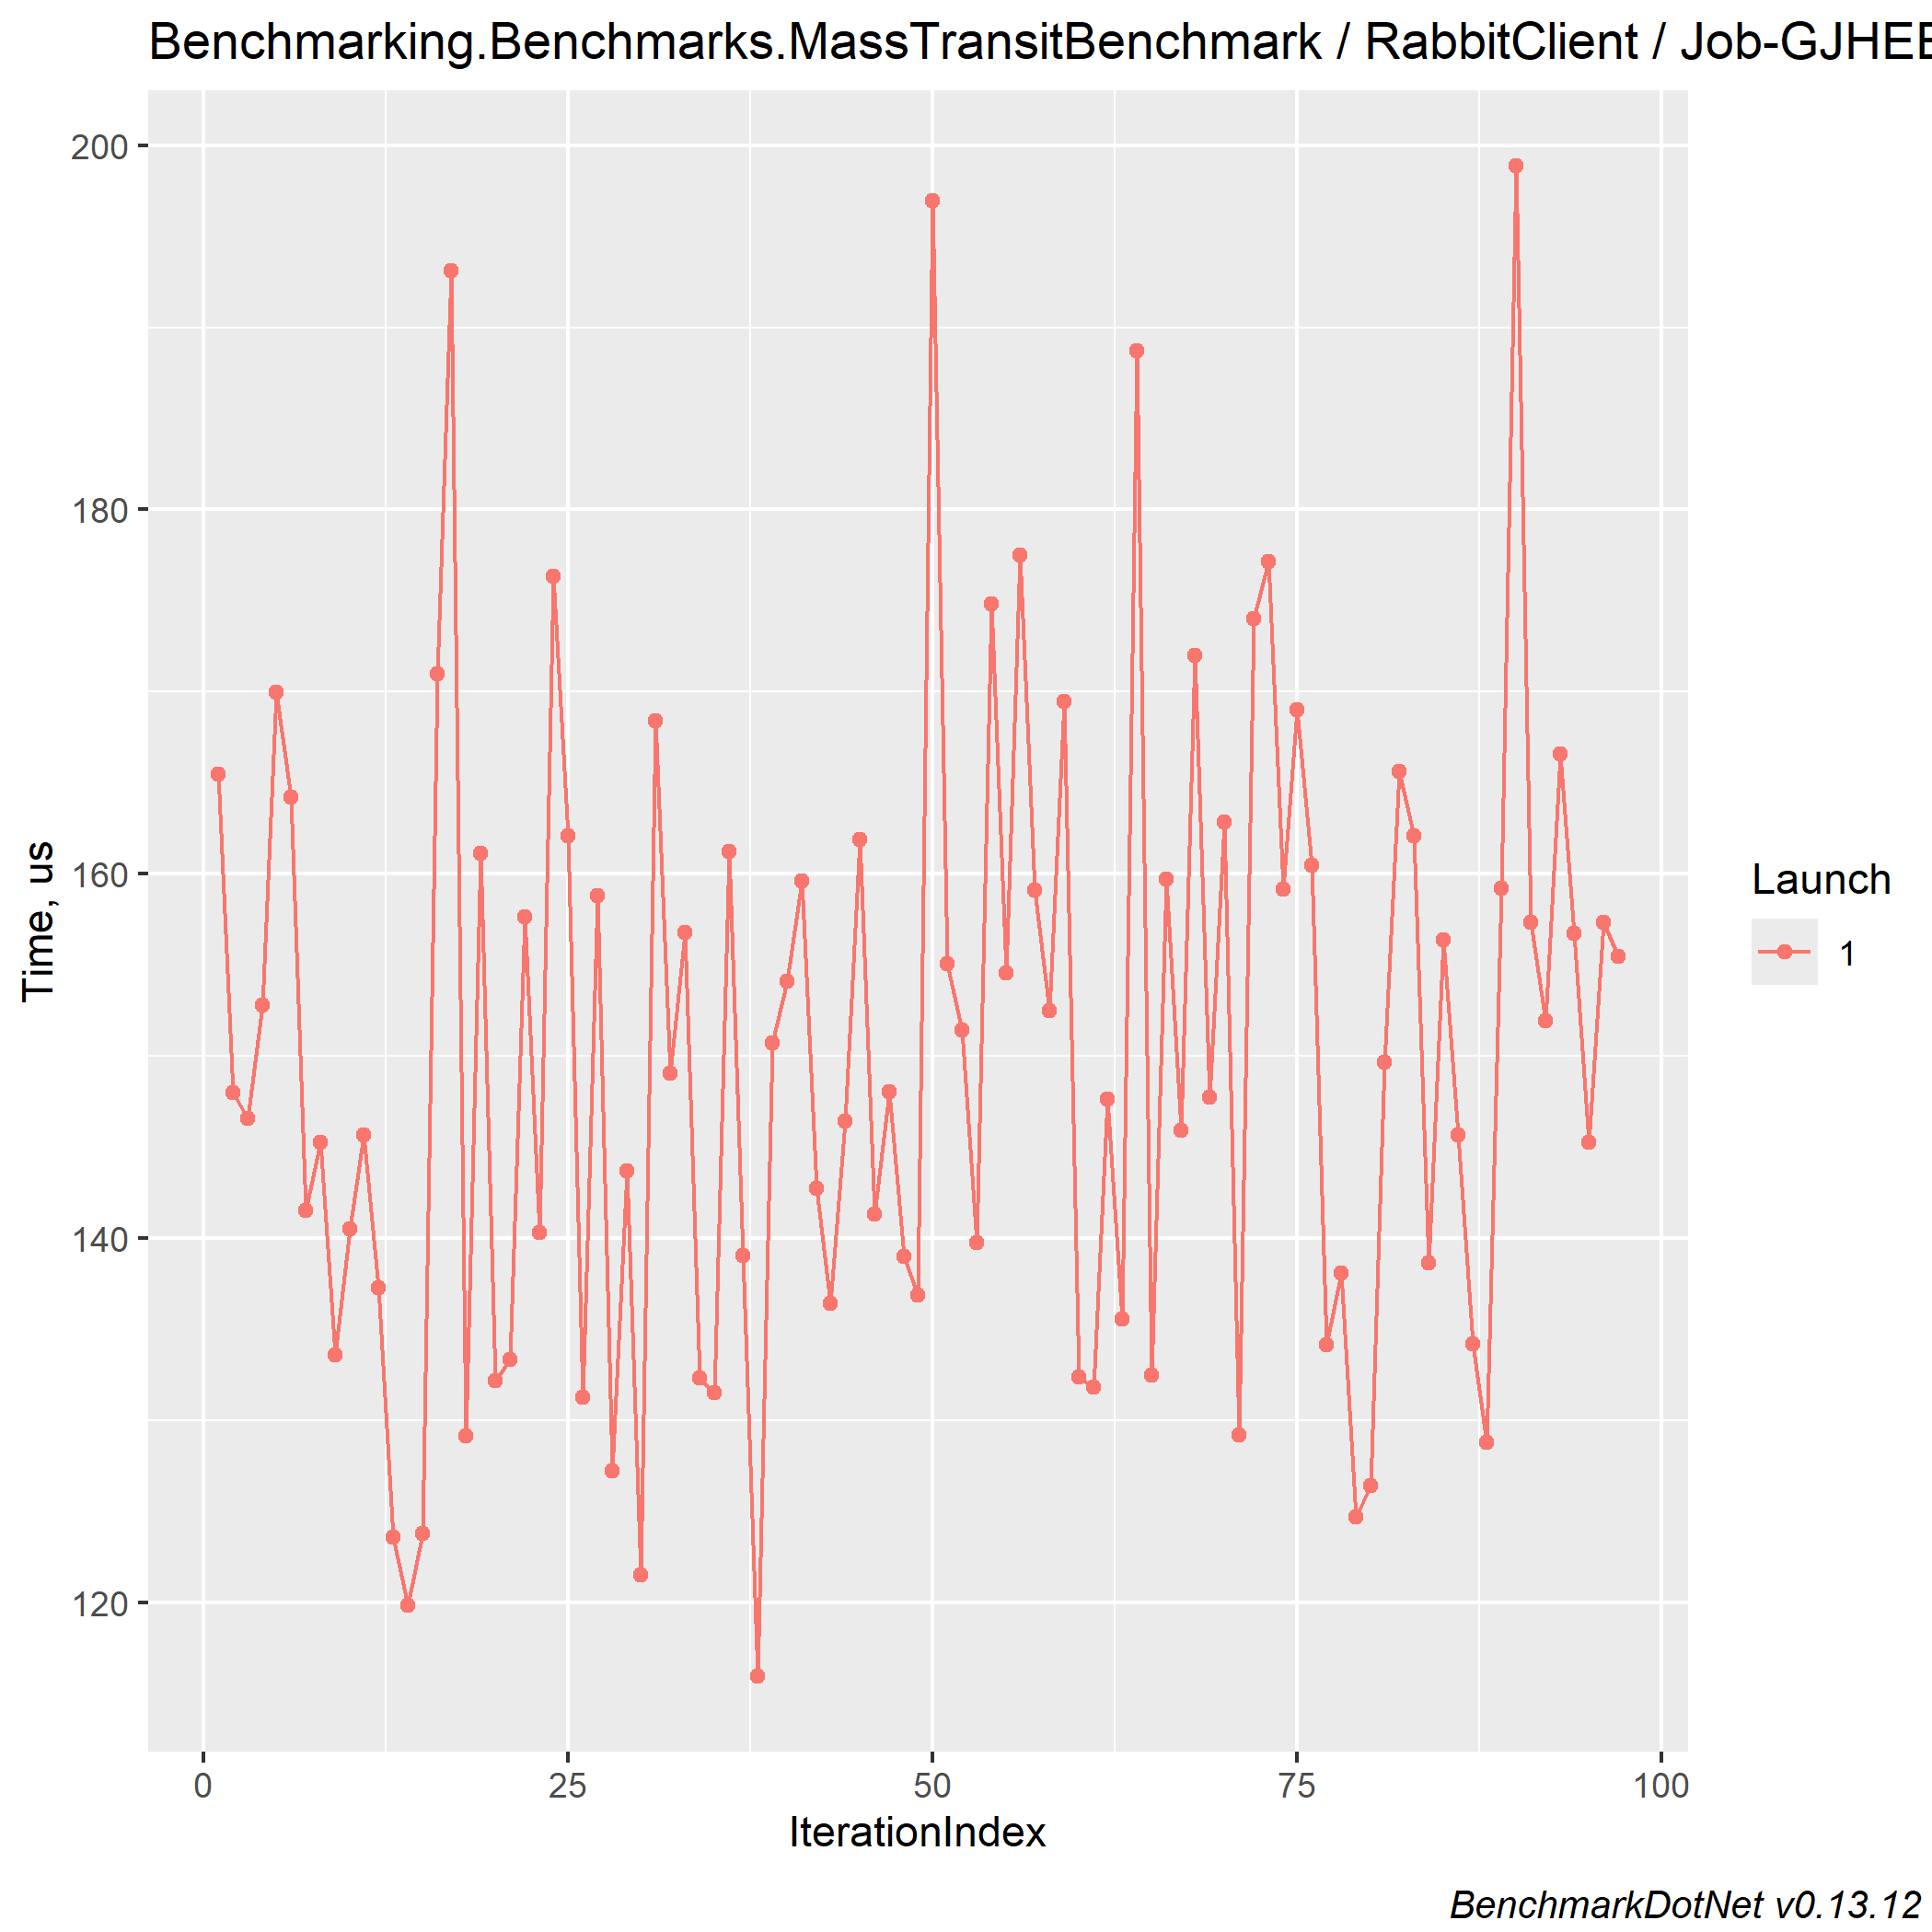 Benchmarking.Benchmarks.MassTransitBenchmark / RabbitClient / Job-GJHEE
200
180
160
140
120
Time, us
0 25 50 75 100
IterationIndex
Launch
1
BenchmarkDotNet v0.13.12